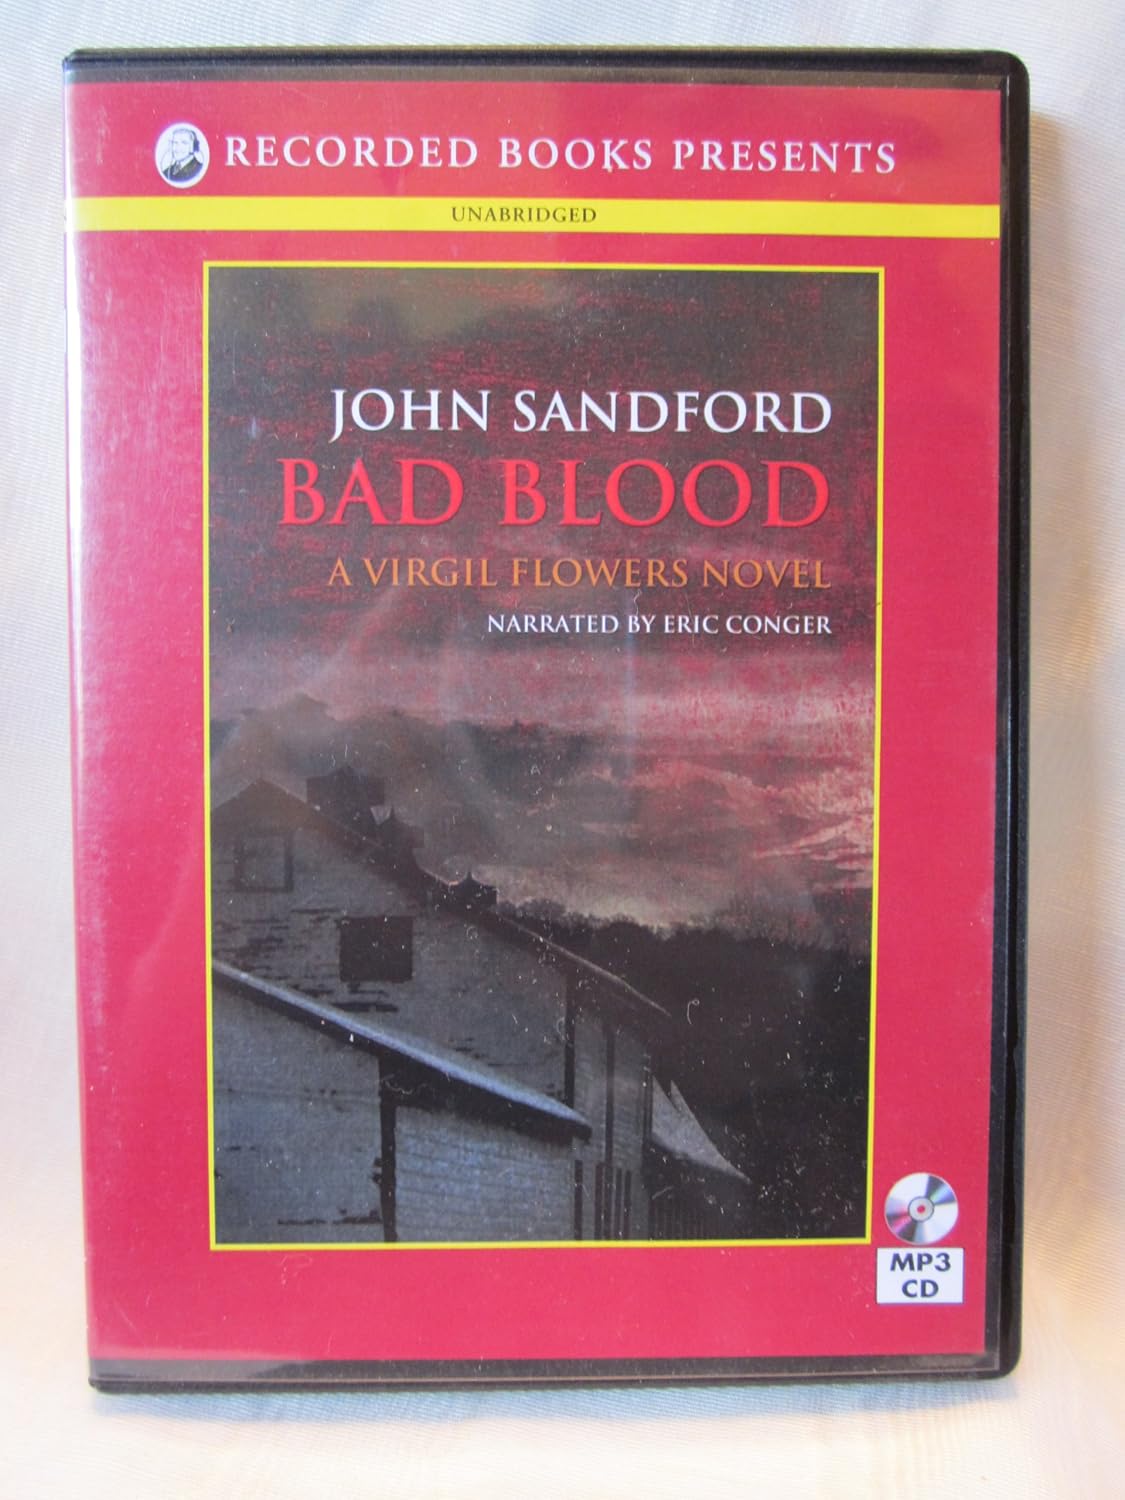 RECORDED BOOKS PRESENTS
UNABRIDGED
JOHN SANDFORD
BAD BLOOD
A VIRGIL FLOWERS NOVEL
NARRATED BY ERIC CONGER
MP3
CD